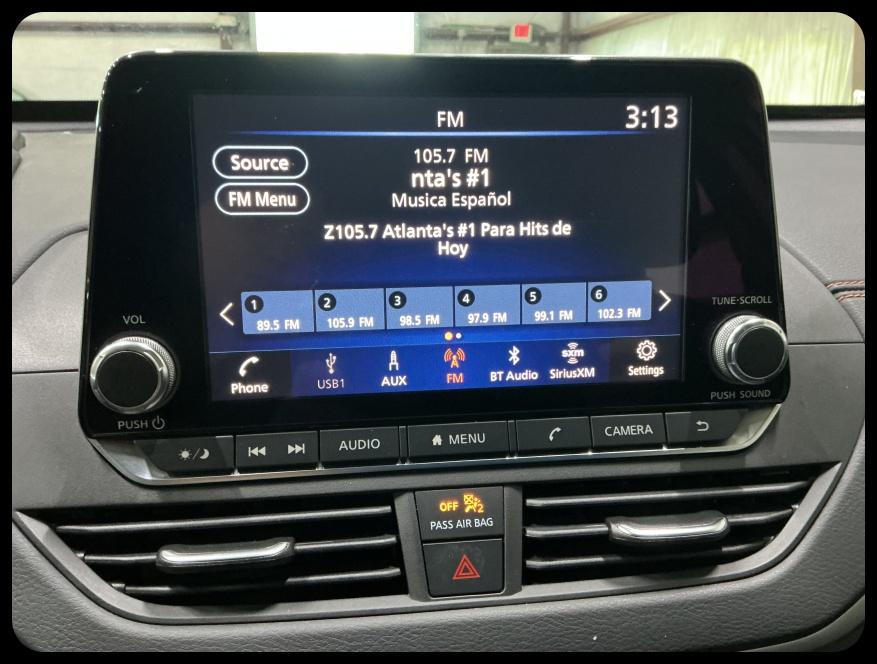 FM
3:13
Source
105.7 FM
nta's #1
FM Menu
Musica Español
Z105.7 Atlanta's #1 Para Hits de
Hoy
1
2
3
4
5
6
89.5 FM
105.9 FM
98.5 FM
97.9 FM
99.1 FM
102.3 FM
Phone
USB1
AUX
FM
BT Audio
sxm
SiriusXM
Settings
VOL
PUSH
TUNE·SCROLL
PUSH SOUND
AUDIO
MENU
CAMERA
OFF
2
PASS AIR BAG